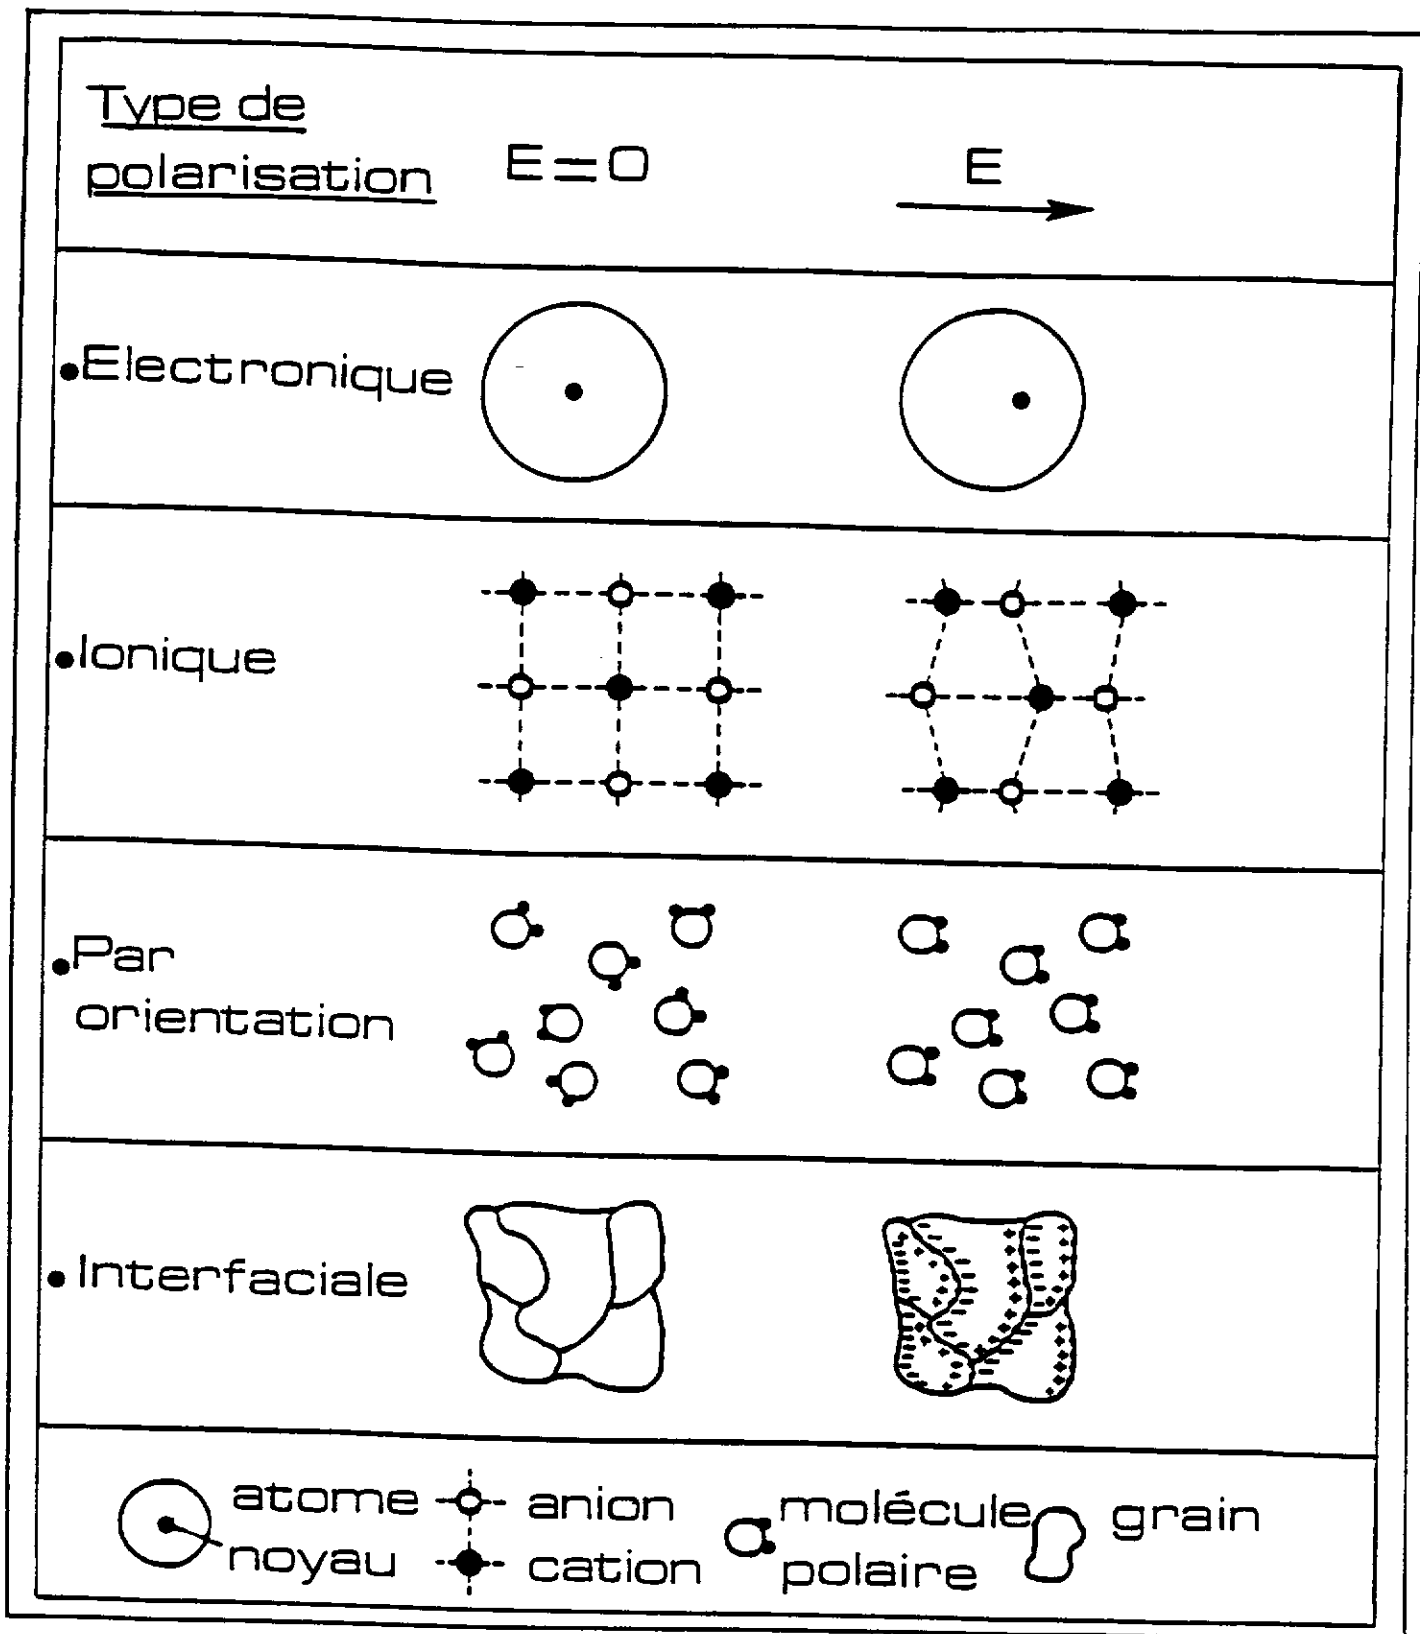 Type de
polarisation
E=0
E
•Electronique
•Ionique
•Par
orientation
•Interfaciale
atome
noyau
anion
cation
molécule
polaire
grain